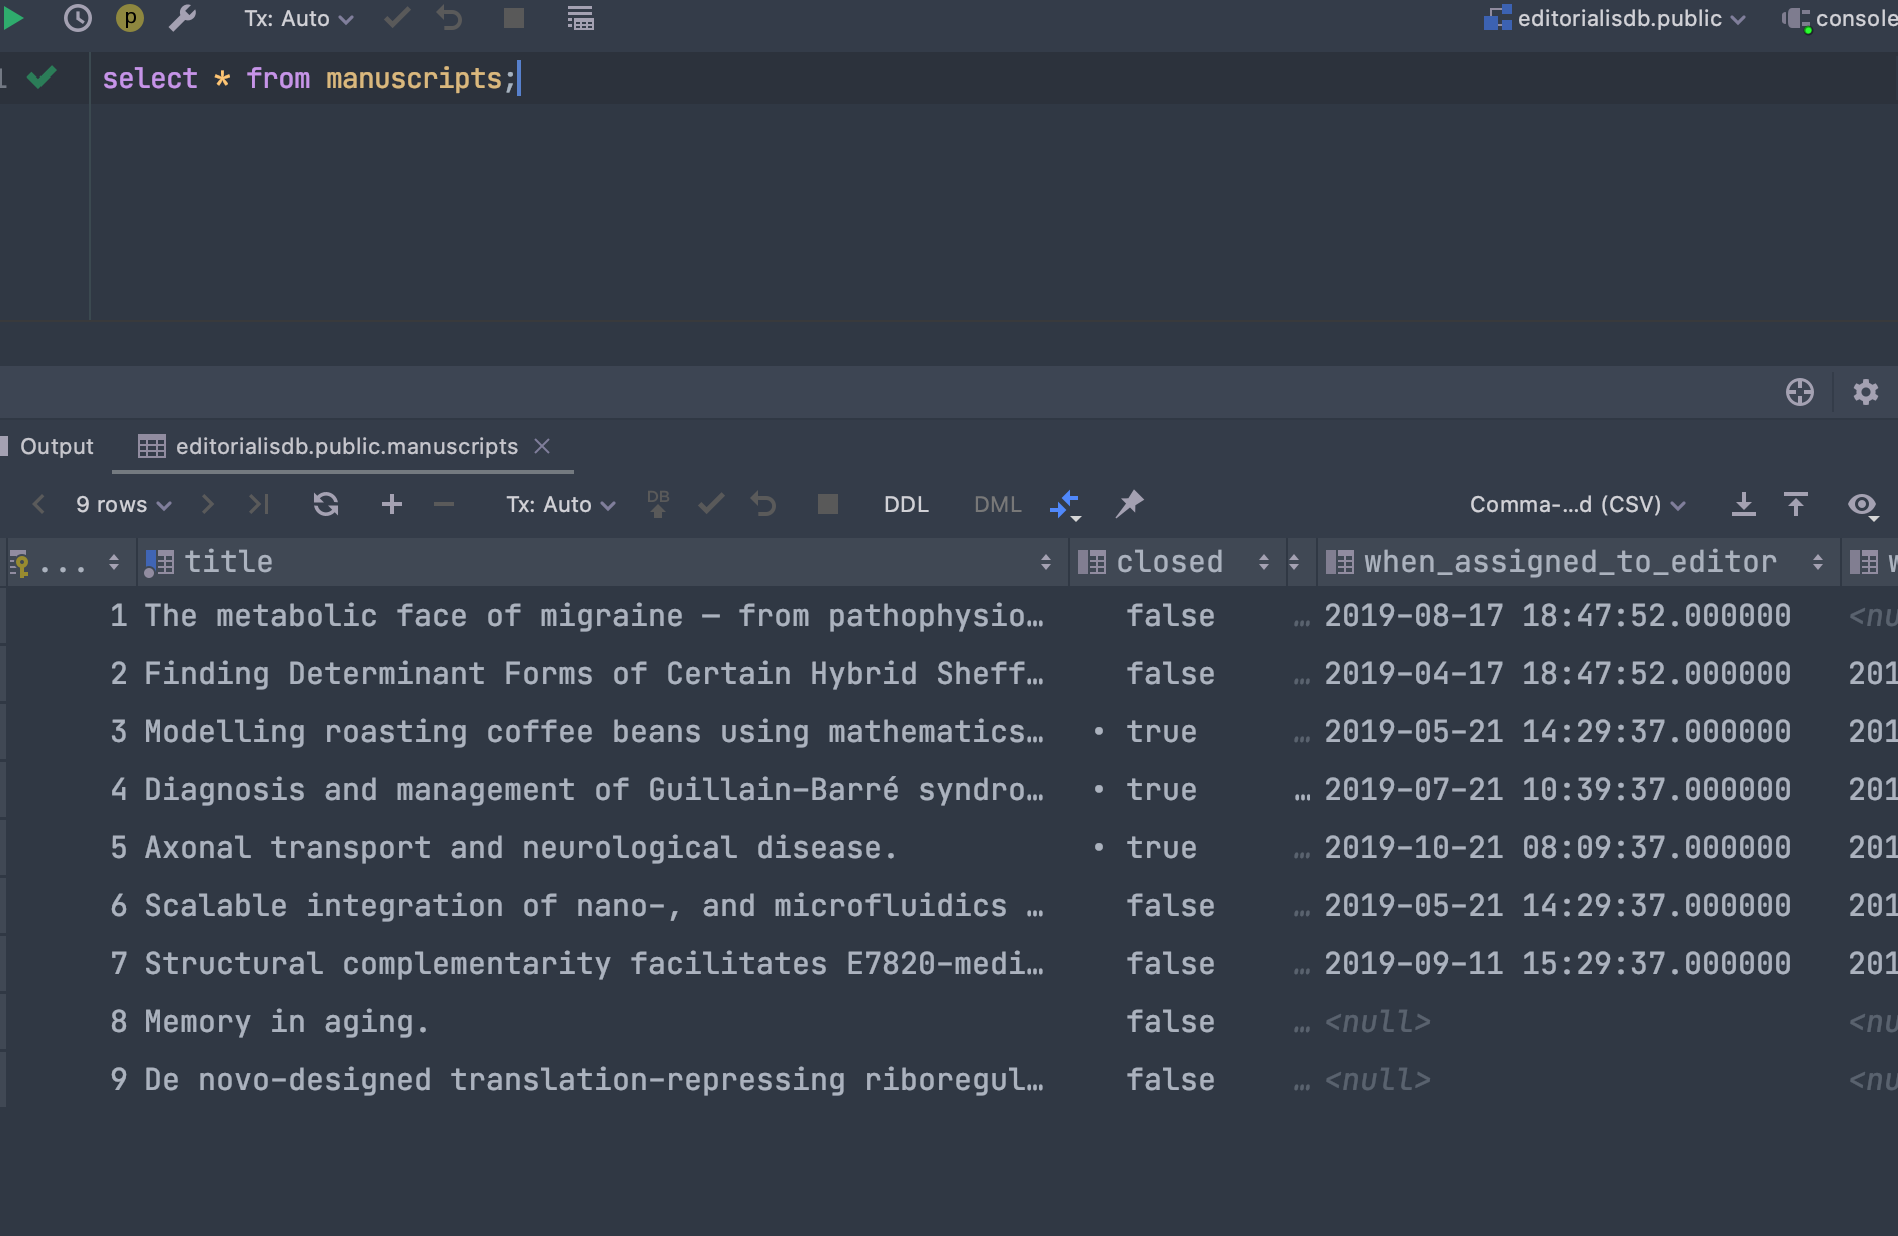 p Tx: Auto editorialisdb.public console
1 select * from manuscripts;
Output editorialisdb.public.manuscripts
9 rows Tx: Auto DB DDL DML Comma-...d (CSV)
... title closed when_assigned_to_editor
1 The metabolic face of migraine – from pathophysio… false … 2019-08-17 18:47:52.000000 <nu
2 Finding Determinant Forms of Certain Hybrid Sheff… false … 2019-04-17 18:47:52.000000 201
3 Modelling roasting coffee beans using mathematics… • true … 2019-05-21 14:29:37.000000 201
4 Diagnosis and management of Guillain-Barré syndro… • true … 2019-07-21 10:39:37.000000 201
5 Axonal transport and neurological disease. • true … 2019-10-21 08:09:37.000000 201
6 Scalable integration of nano-, and microfluidics … false … 2019-05-21 14:29:37.000000 201
7 Structural complementarity facilitates E7820-medi… false … 2019-09-11 15:29:37.000000 201
8 Memory in aging. false … <null> <nu
9 De novo-designed translation-repressing riboregul… false … <null> <nu